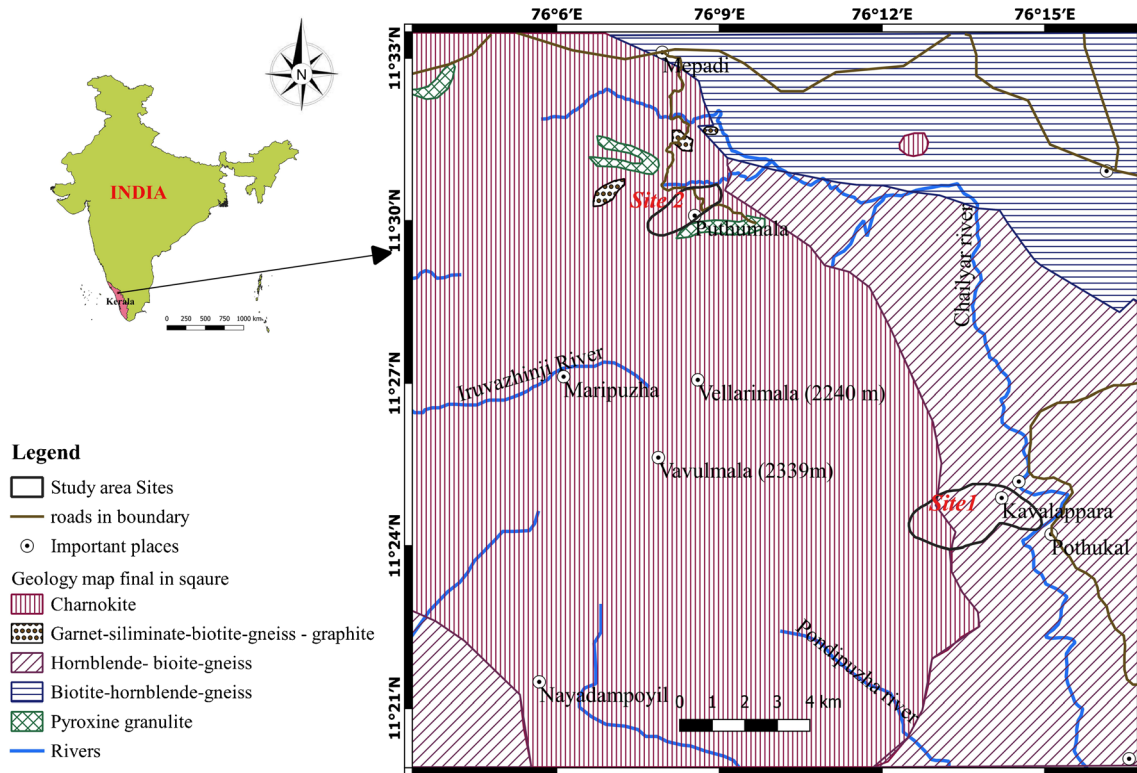 76°6′E 76°9′E 76°12′E 76°15′E
11°33′N
11°30′N
11°27′N
11°24′N
11°21′N
N
INDIA
Kerala
0 250 500 750 1000 km
Mepadi
Site 2
Puthumala
Chailyar river
Iruvazhinji River
Maripuzha
Vellarimala (2240 m)
Vavulmala (2339m)
Site1
Kavalappara
Pothukal
Pondipuzha river
Nayadampoyil
0 1 2 3 4 km
Legend
Study area Sites
roads in boundary
Important places
Geology map final in sqaure
Charnokite
Garnet-siliminate-biotite-gneiss - graphite
Hornblende- bioite-gneiss
Biotite-hornblende-gneiss
Pyroxine granulite
Rivers